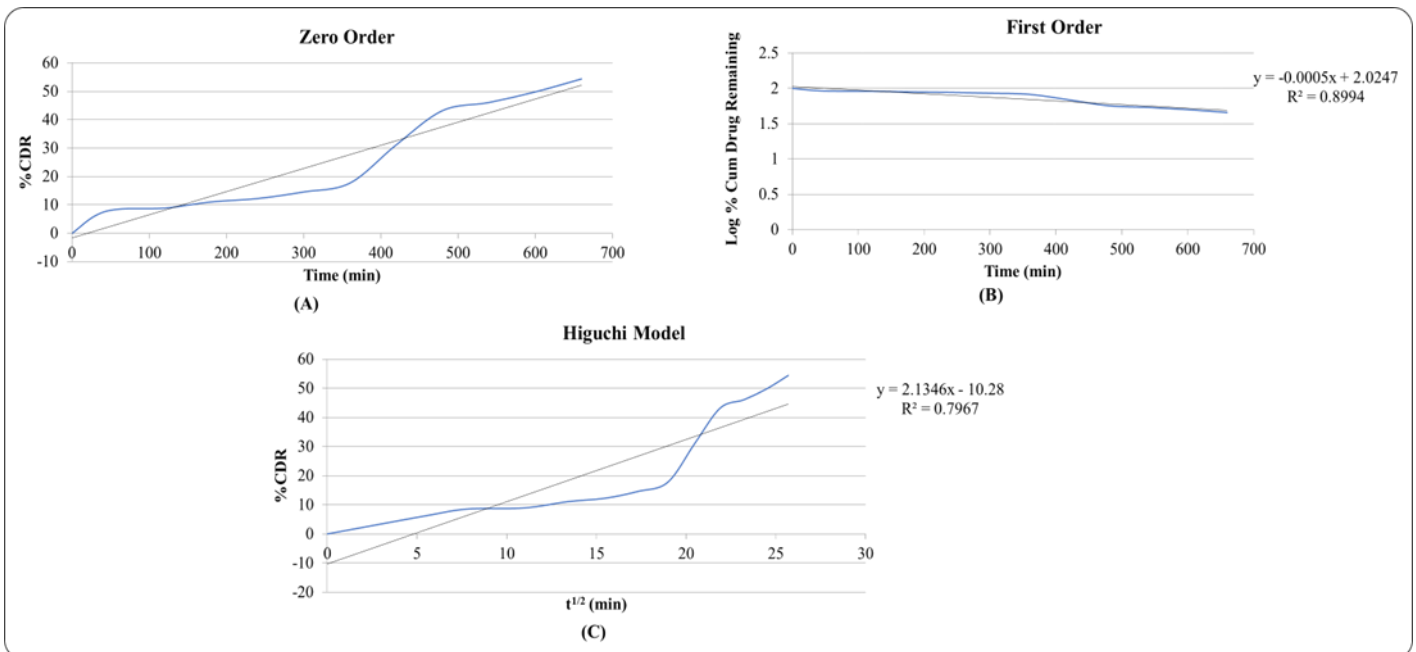 Zero Order
%CDR
60
50
40
30
20
10
0
-10
0 100 200 300 400 500 600 700
Time (min)
(A)
First Order
Log % Cum Drug Remaining
2.5
2
1.5
1
0.5
0
0 100 200 300 400 500 600 700
y = -0.0005x + 2.0247
R² = 0.8994
Time (min)
(B)
Higuchi Model
%CDR
60
50
40
30
20
10
0
-10
-20
0 5 10 15 20 25 30
y = 2.1346x - 10.28
R² = 0.7967
t1/2 (min)
(C)